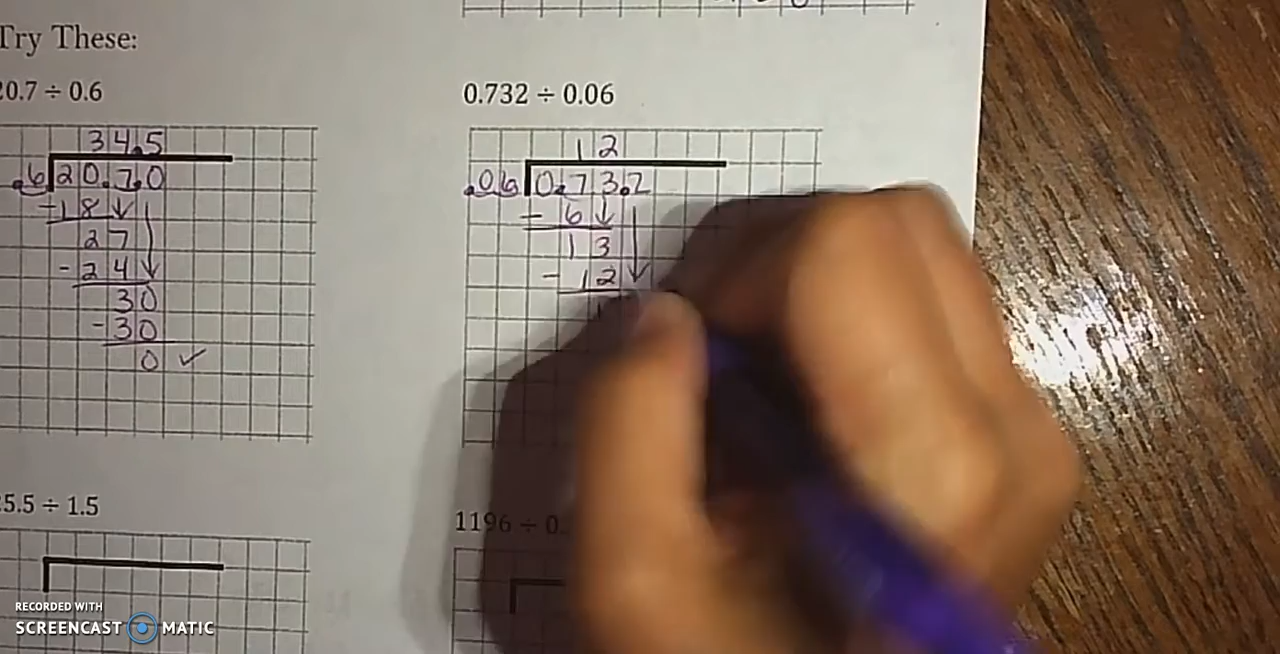 Try These:
20.7 ÷ 0.6
34.5
.6 20.7.0
-18
27
-24
30
-30
0 ✓
0.732 ÷ 0.06
12
.06 0.73.2
- 6
13
-12
1
5.5 ÷ 1.5
1196 ÷ 0.
RECORDED WITH
SCREENCAST MATIC